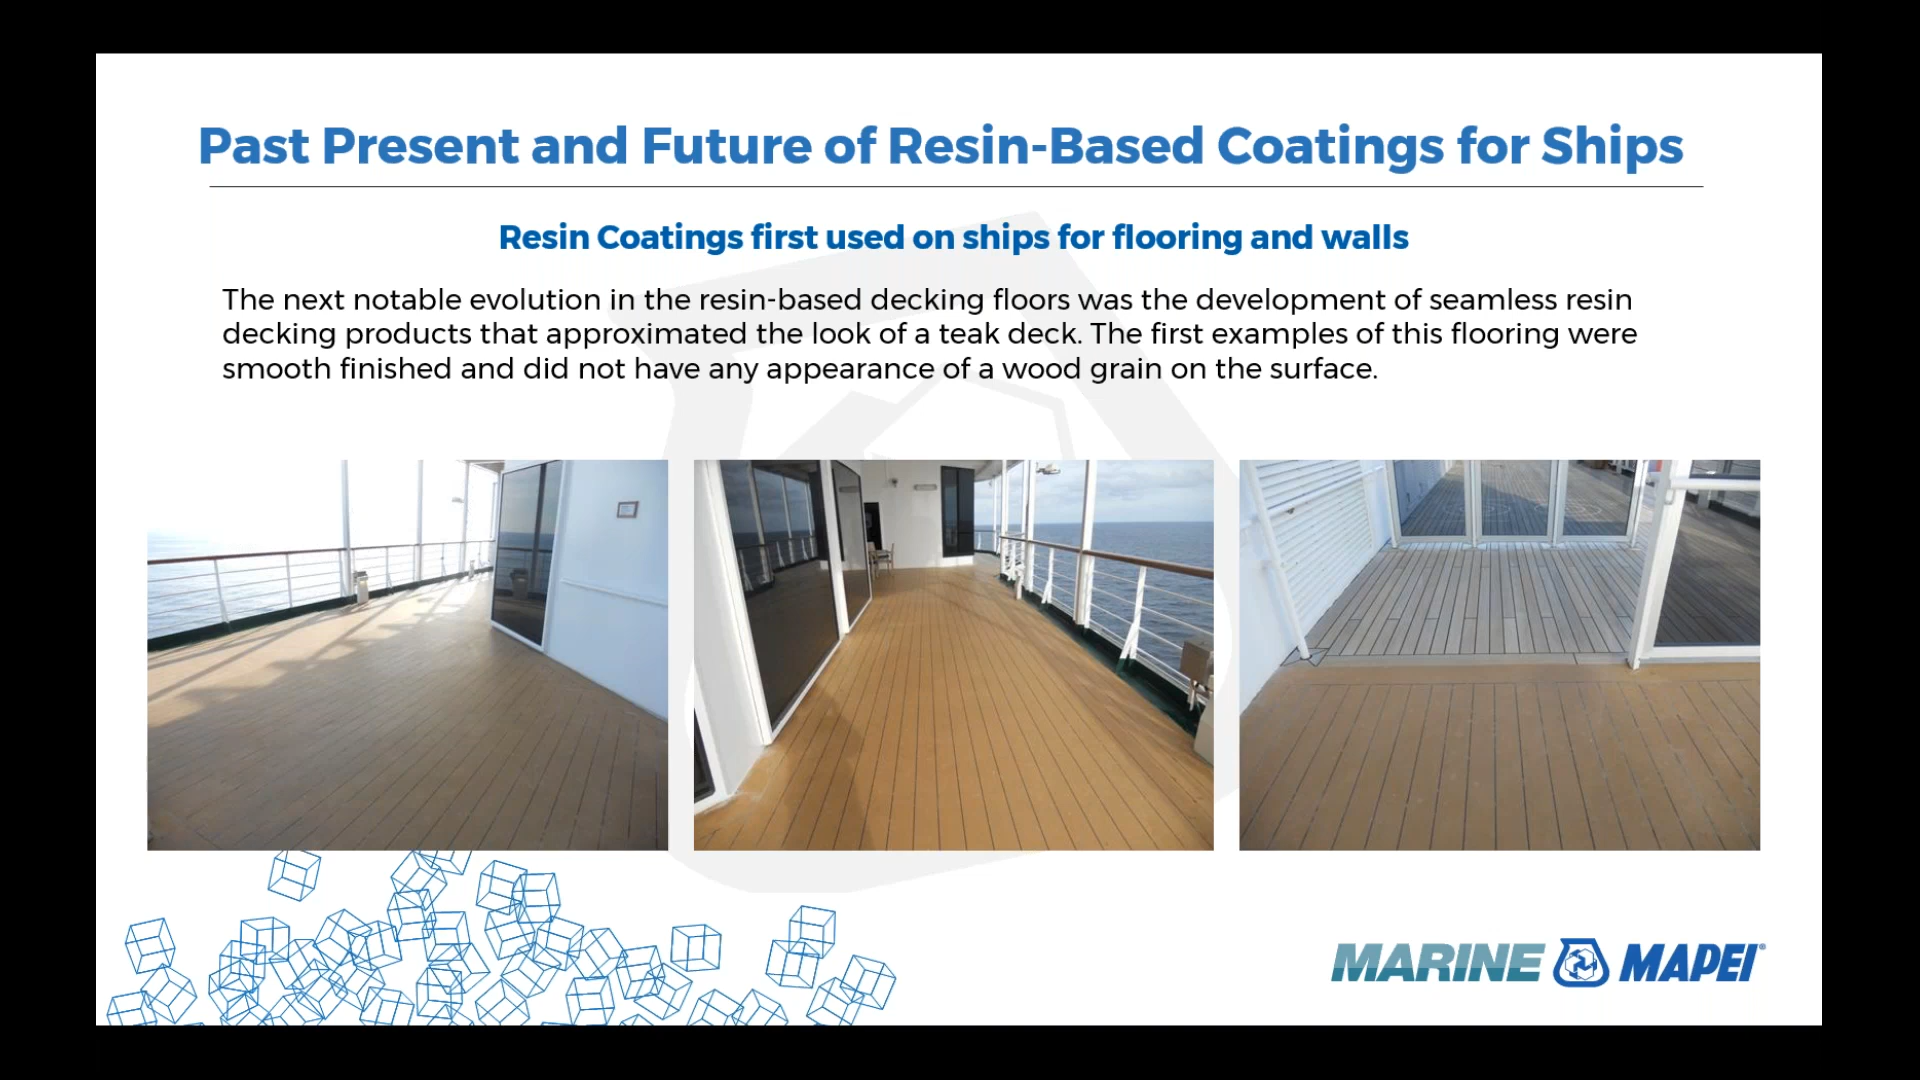 Past Present and Future of Resin-Based Coatings for Ships
Resin Coatings first used on ships for flooring and walls
The next notable evolution in the resin-based decking floors was the development of seamless resin
decking products that approximated the look of a teak deck. The first examples of this flooring were
smooth finished and did not have any appearance of a wood grain on the surface.
MARINE MAPEI®